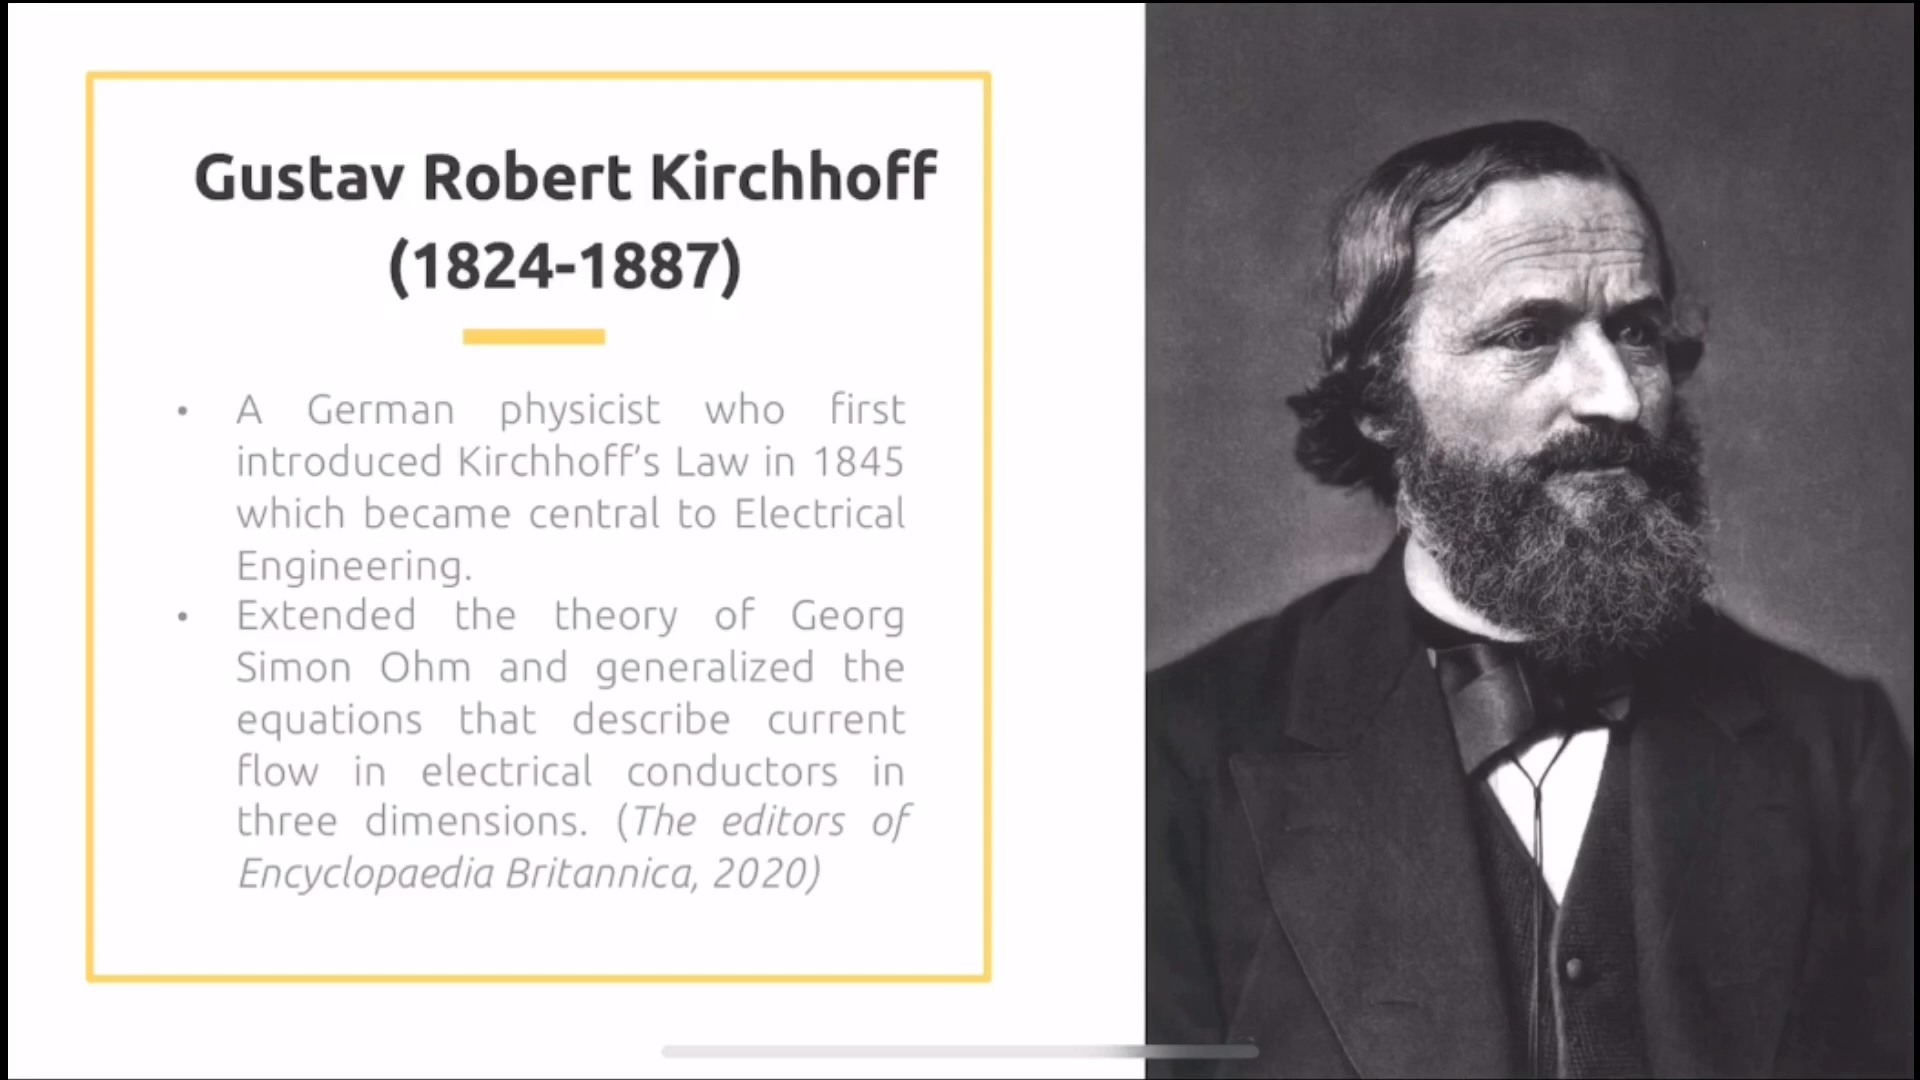 Gustav Robert Kirchhoff
(1824-1887)
• A German physicist who first
introduced Kirchhoff’s Law in 1845
which became central to Electrical
Engineering.
• Extended the theory of Georg
Simon Ohm and generalized the
equations that describe current
flow in electrical conductors in
three dimensions. (The editors of
Encyclopaedia Britannica, 2020)